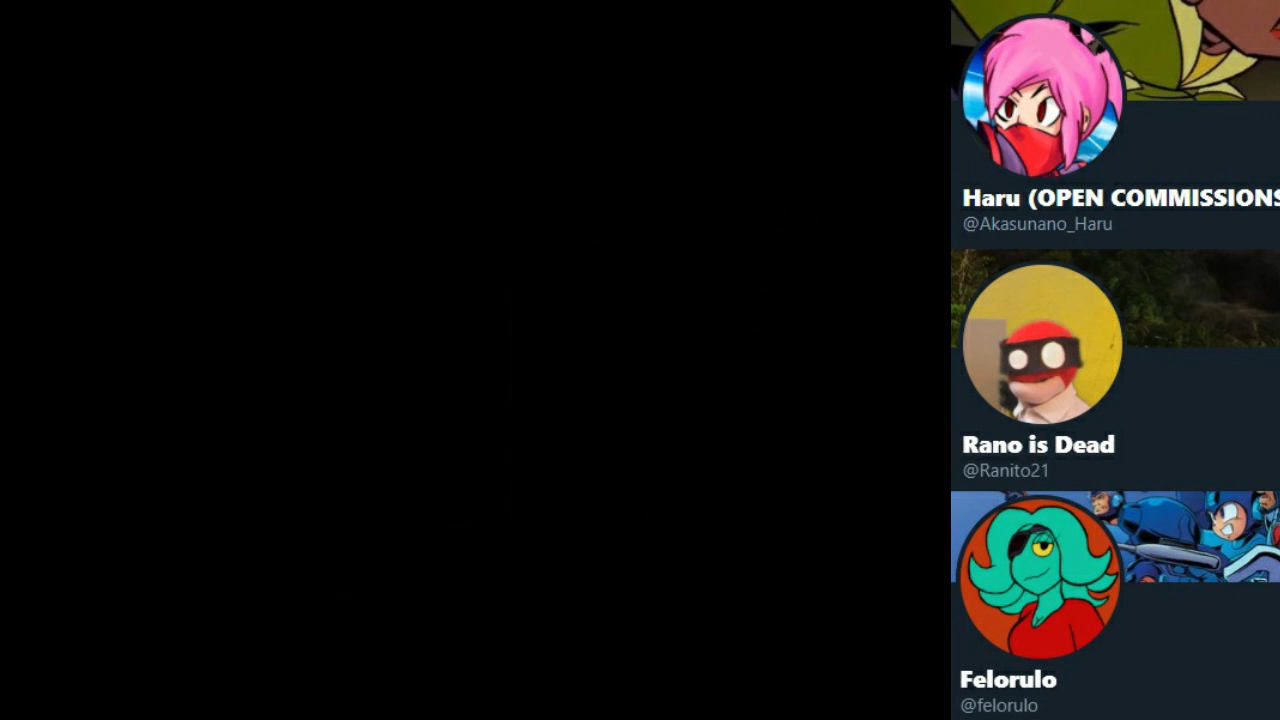 Haru (OPEN COMMISSIONS
@Akasunano_Haru
Rano is Dead
@Ranito21
Felorulo
@felorulo